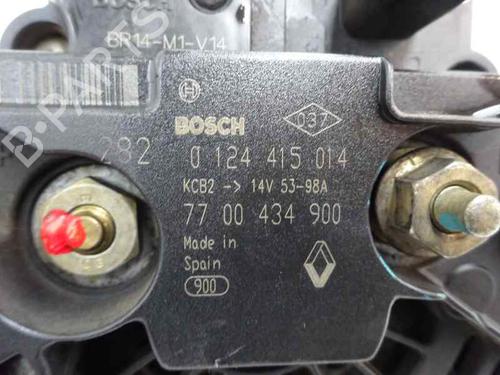 BOSCH
BR14-M1-V14
BOSCH
037
282
0 124 415 014
KCB2 -> 14V 53-98A
77 00 434 900
Made in
Spain
900
B-PARTS